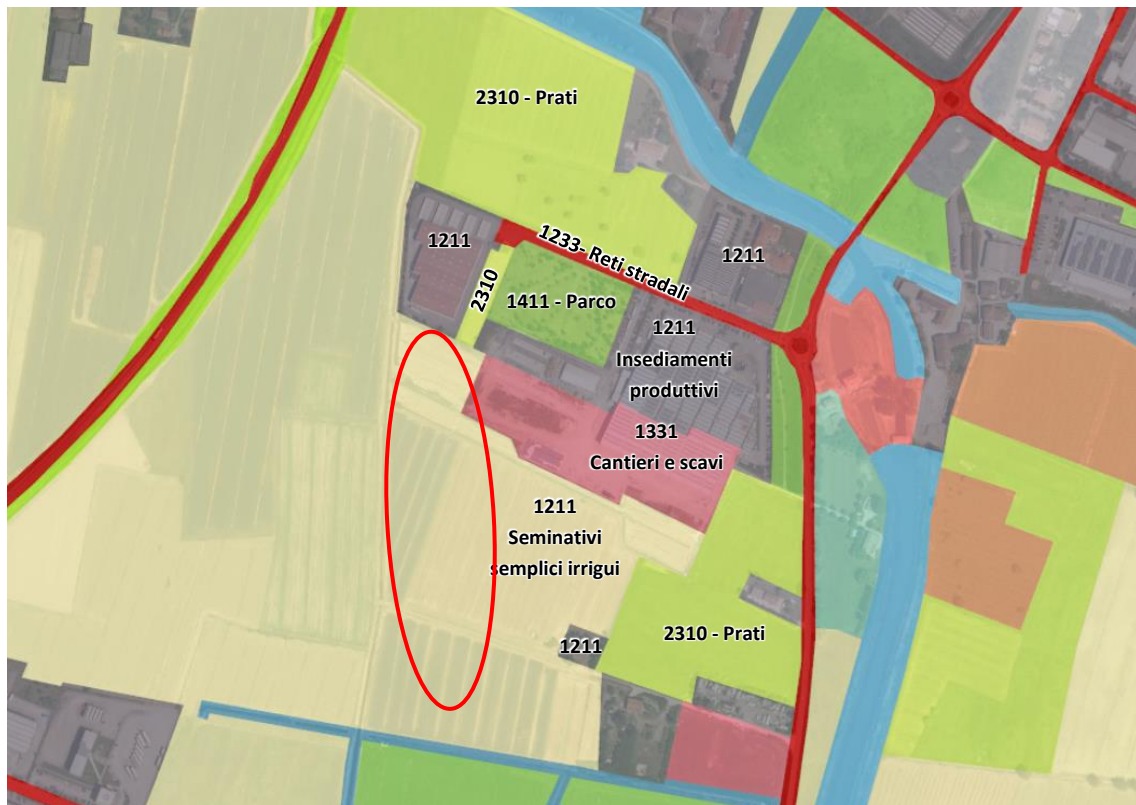 2310 - Prati
1233- Reti stradali
1211
1211
2310
1411 - Parco
1211
Insediamenti
produttivi
1331
Cantieri e scavi
1211
Seminativi
semplici irrigui
2310 - Prati
1211